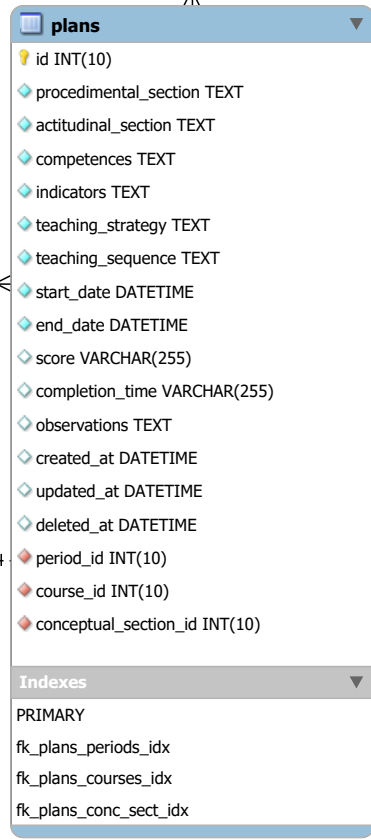 plans
id INT(10)
procedimental_section TEXT
actitudinal_section TEXT
competences TEXT
indicators TEXT
teaching_strategy TEXT
teaching_sequence TEXT
start_date DATETIME
end_date DATETIME
score VARCHAR(255)
completion_time VARCHAR(255)
observations TEXT
created_at DATETIME
updated_at DATETIME
deleted_at DATETIME
period_id INT(10)
course_id INT(10)
conceptual_section_id INT(10)
Indexes
PRIMARY
fk_plans_periods_idx
fk_plans_courses_idx
fk_plans_conc_sect_idx